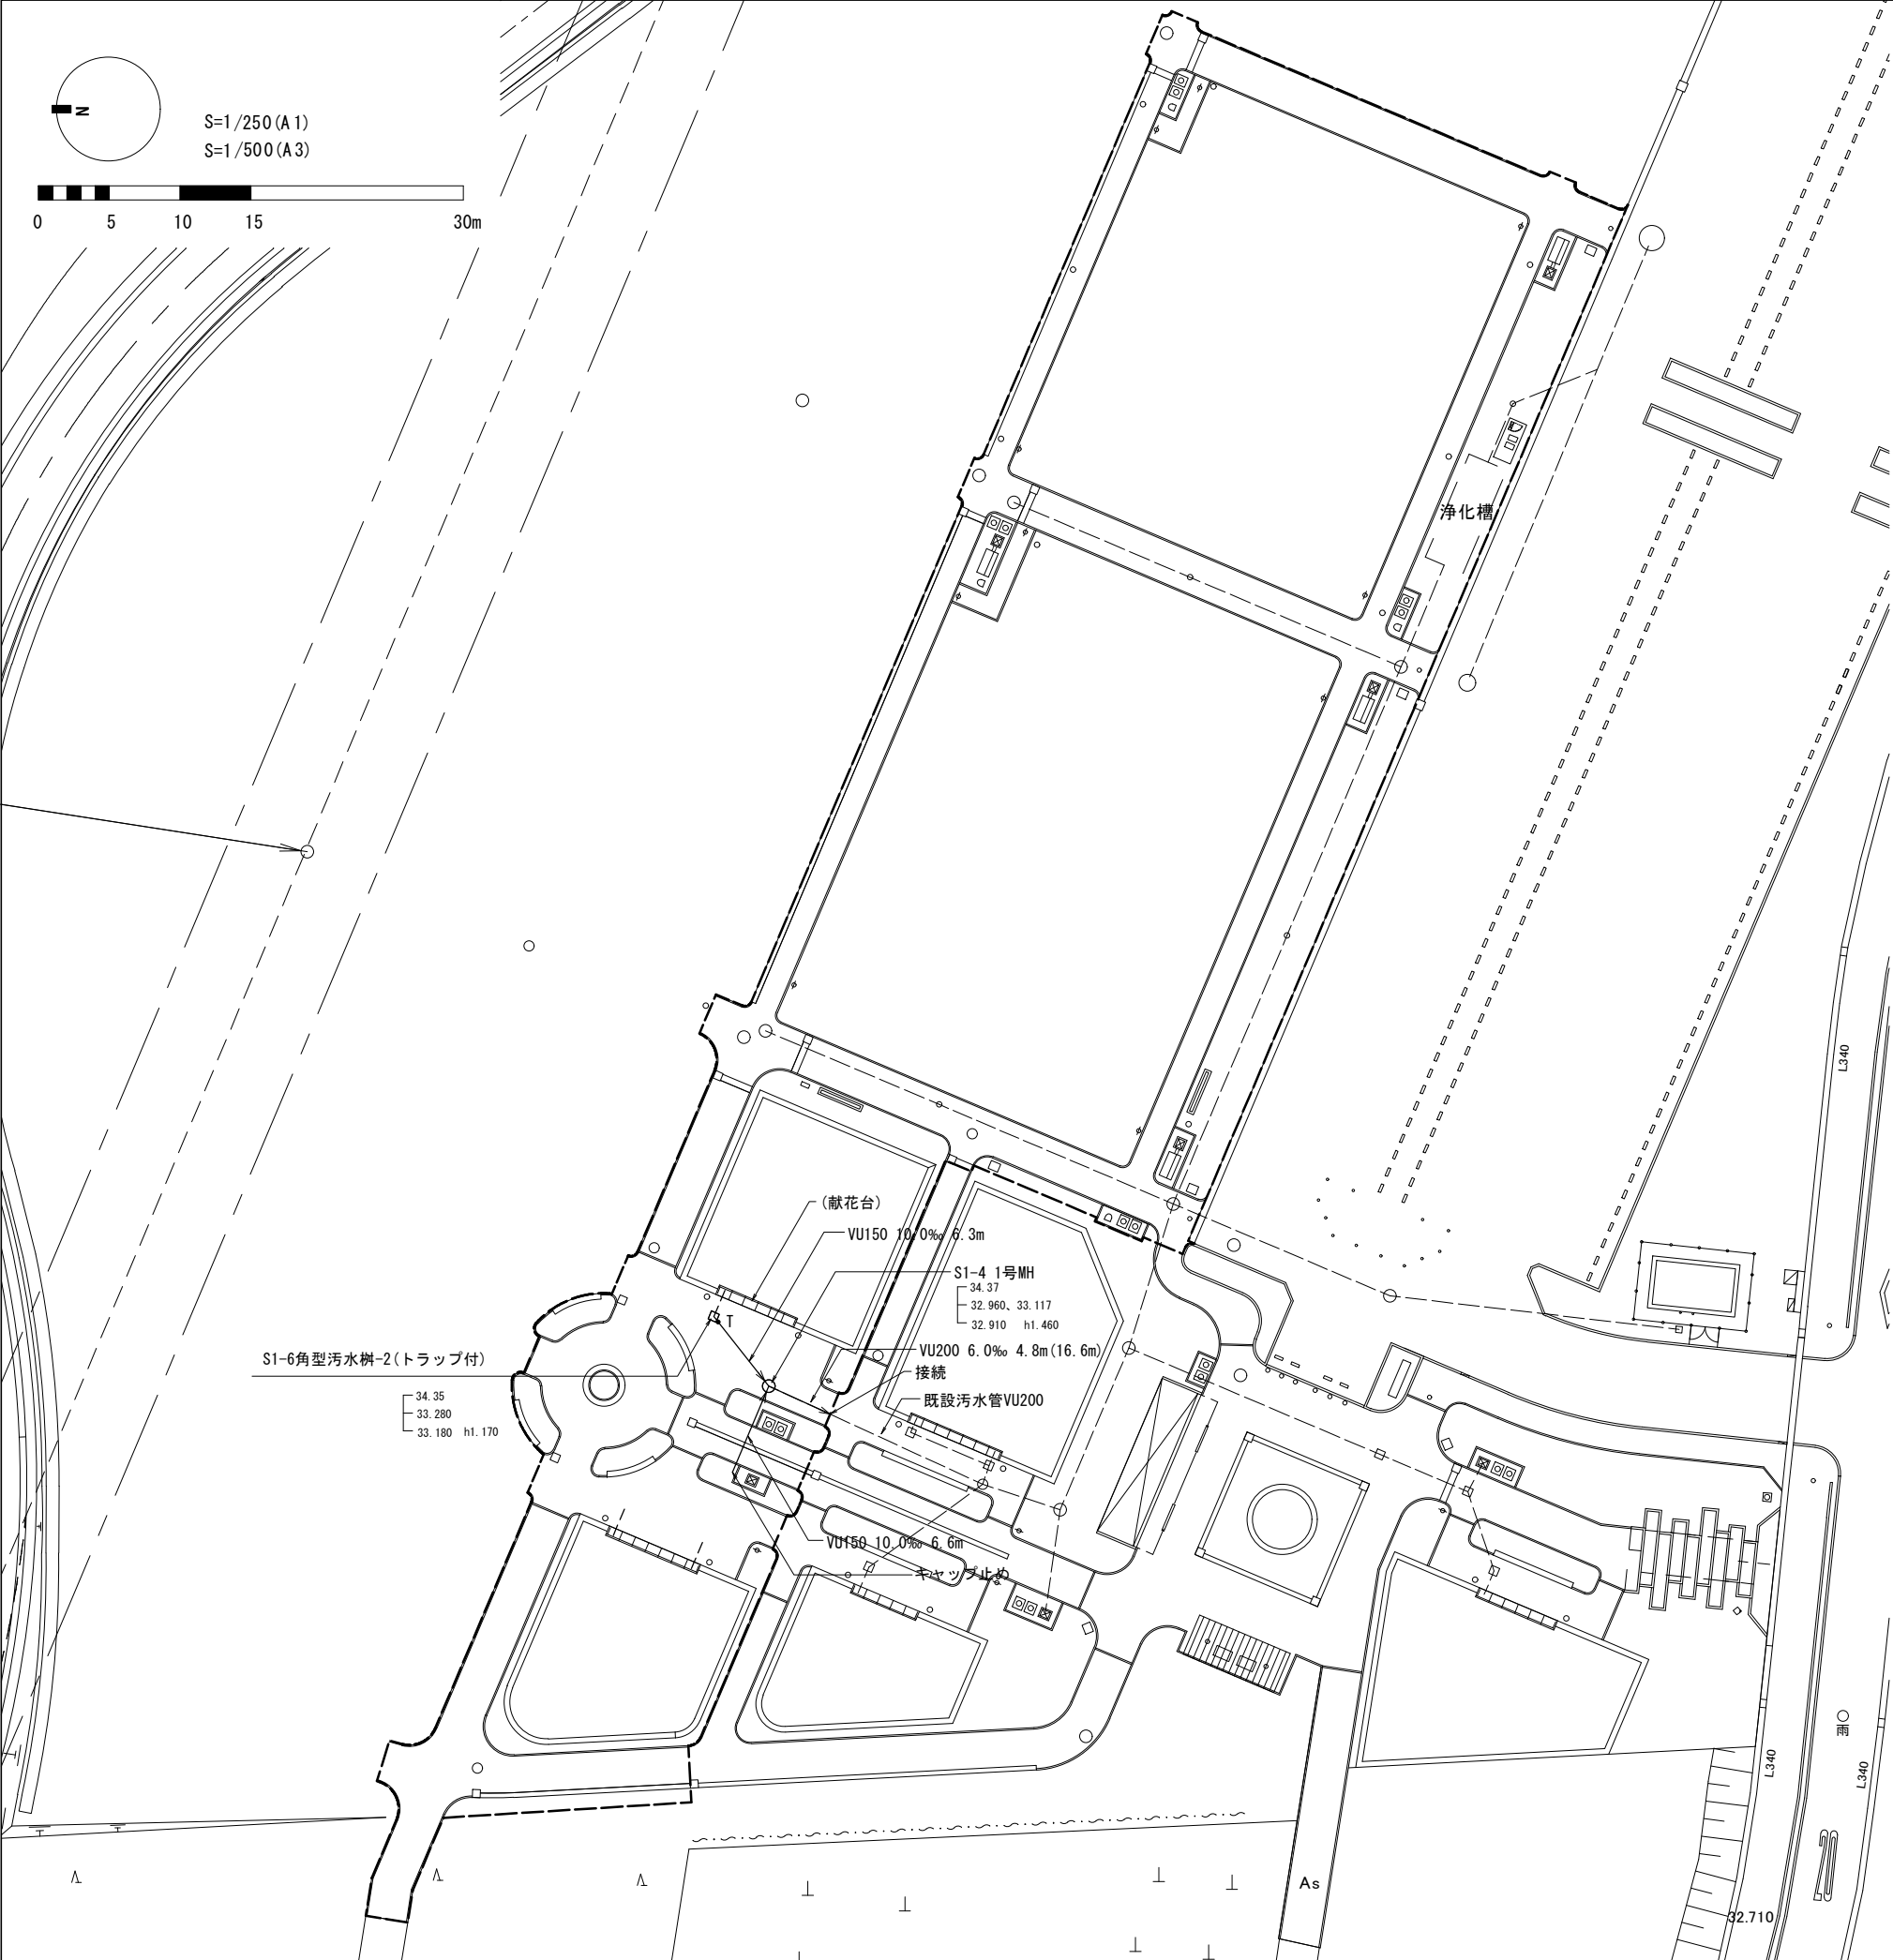 N
S=1/250(A1)
S=1/500(A3)
0 5 10 15 30m
浄化槽
L340
(献花台)
VU150 10.0‰ 6.3m
S1-4 1号MH
34.37
32.960、33.117
32.910 h1.460
VU200 6.0‰ 4.8m(16.6m)
接続
既設汚水管VU200
T
S1-6角型汚水桝-2(トラップ付)
34.35
33.280
33.180 h1.170
VU150 10.0‰ 6.6m
キャップ止め
雨
L340
L340
As
32.710